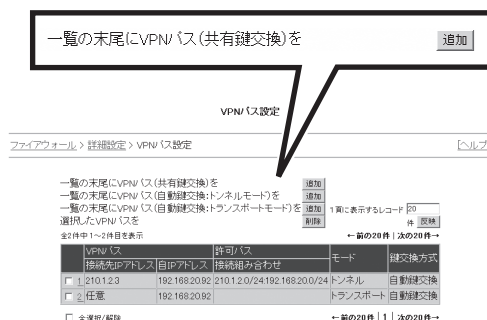 一覧の末尾にVPNパス(共有鍵交換)を 追加
VPNパス設定
ファイアウォール > 詳細設定 > VPNパス設定 [ヘルプ
一覧の末尾にVPNパス(共有鍵交換)を 追加
一覧の末尾にVPNパス(自動鍵交換:トンネルモード)を 追加
一覧の末尾にVPNパス(自動鍵交換:トランスポートモード)を 追加 1頁に表示するレコード 20
選択したVPNパスを 削除 件 反映
全2件中1~2件目を表示 ←前の20件 | 次の20件→
VPNパス 許可パス モード 鍵交換方式
接続先IPアドレス 自IPアドレス 接続組み合わせ
1 210.1.2.3 192.168.20.92 210.1.2.0/24:192.168.20.0/24 トンネル 自動鍵交換
2 任意 192.168.20.92 トランスポート 自動鍵交換
全選択/解除 ←前の20件 | 1 | 次の20件→